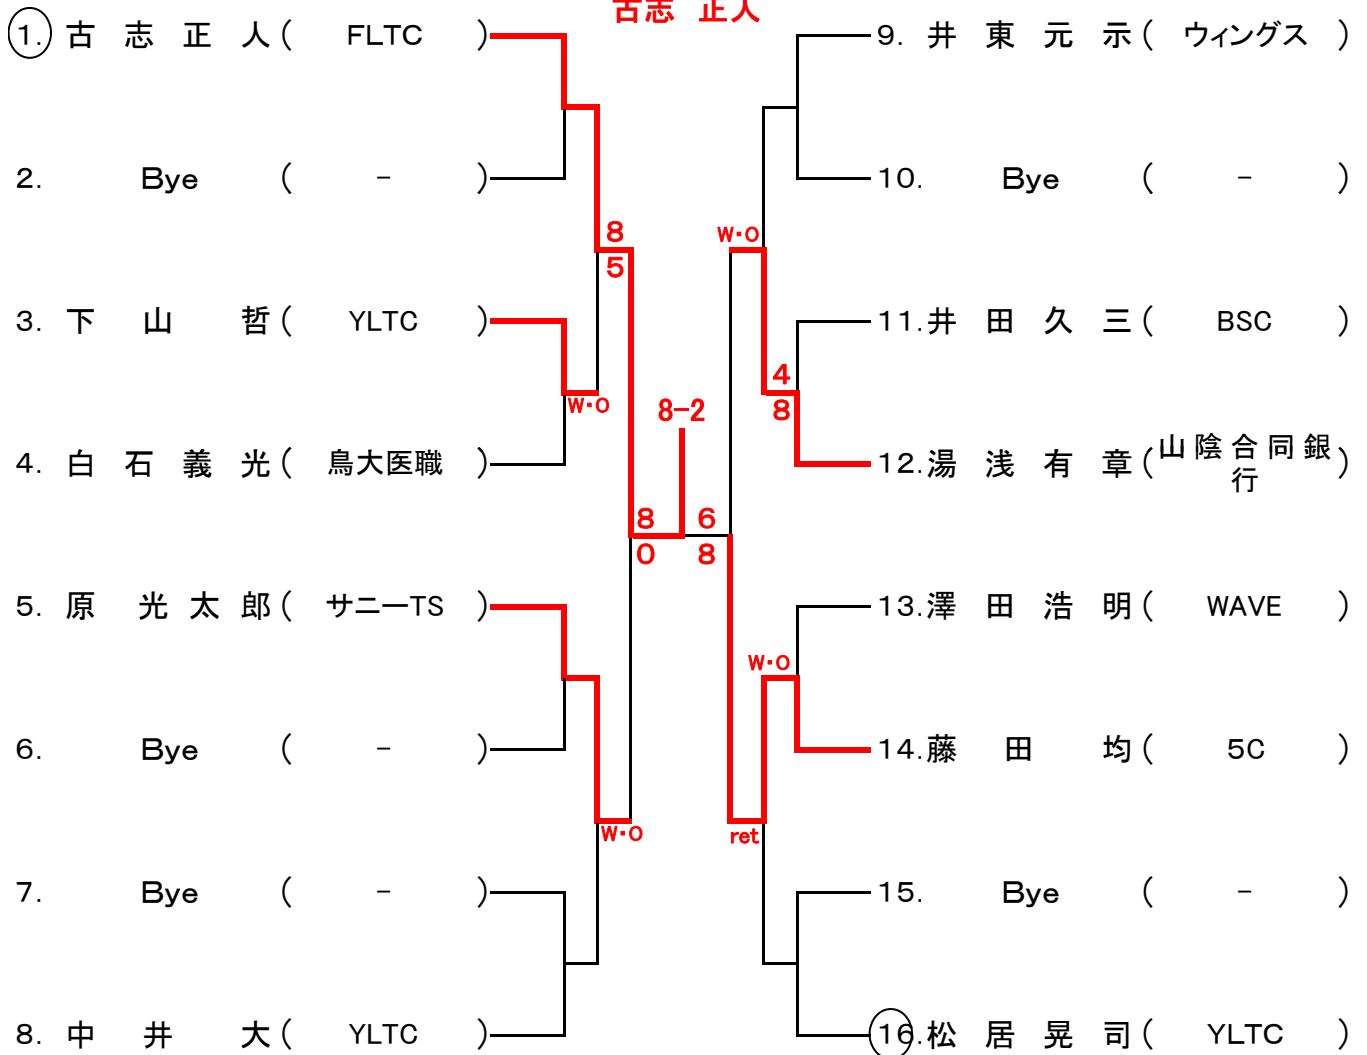 古志 正人
1. 古志正人( FLTC )
2. Bye ( - )
8
5
3. 下山哲( YLTC )
W・O
4. 白石義光( 鳥大医職 )
8-2
8
0
5. 原光太郎( サニーTS )
6. Bye ( - )
W・O
7. Bye ( - )
8. 中井大( YLTC )
9. 井東元示( ウィングス )
10. Bye ( - )
W・O
11. 井田久三( BSC )
4
8
12. 湯浅有章( 山陰合同銀
行 )
6
8
13. 澤田浩明( WAVE )
W・O
14. 藤田均( 5C )
ret
15. Bye ( - )
16. 松居晃司( YLTC )